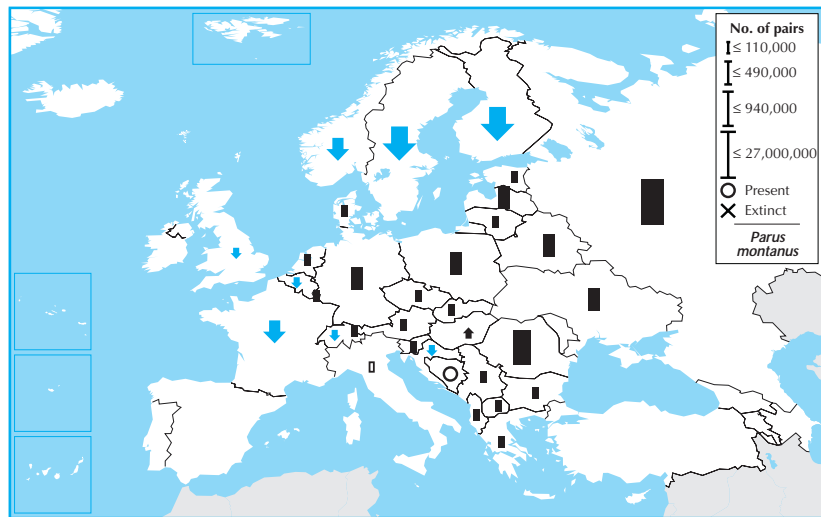 No. of pairs
≤ 110,000
≤ 490,000
≤ 940,000
≤ 27,000,000
Present
Extinct
Parus
montanus